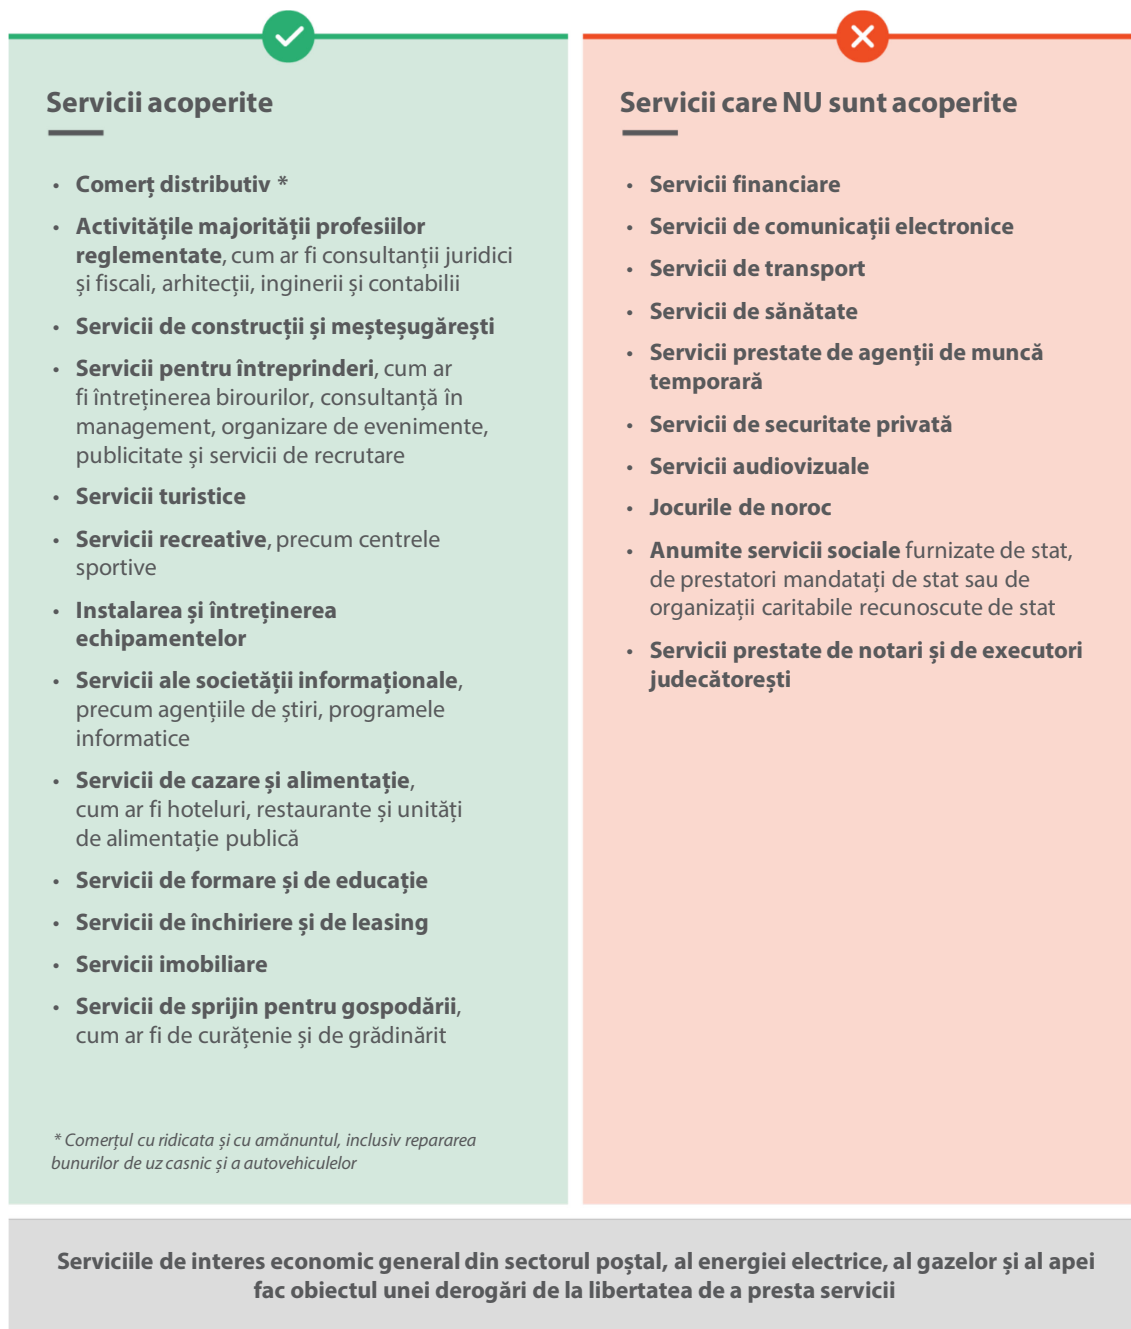 Servicii acoperite
• Comerț distributiv *
• Activitățile majorității profesiilor
reglementate, cum ar fi consultanții juridici
și fiscali, arhitecții, inginerii și contabilii
• Servicii de construcții și meșteșugărești
• Servicii pentru întreprinderi, cum ar
fi întreținerea birourilor, consultanță în
management, organizare de evenimente,
publicitate și servicii de recrutare
• Servicii turistice
• Servicii recreative, precum centrele
sportive
• Instalarea și întreținerea
echipamentelor
• Servicii ale societății informaționale,
precum agențiile de știri, programele
informatice
• Servicii de cazare și alimentație,
cum ar fi hoteluri, restaurante și unități
de alimentație publică
• Servicii de formare și de educație
• Servicii de închiriere și de leasing
• Servicii imobiliare
• Servicii de sprijin pentru gospodării,
cum ar fi de curățenie și de grădinărit
* Comerțul cu ridicata și cu amănuntul, inclusiv repararea
bunurilor de uz casnic și a autovehiculelor
Servicii care NU sunt acoperite
• Servicii financiare
• Servicii de comunicații electronice
• Servicii de transport
• Servicii de sănătate
• Servicii prestate de agenții de muncă
temporară
• Servicii de securitate privată
• Servicii audiovizuale
• Jocurile de noroc
• Anumite servicii sociale furnizate de stat,
de prestatori mandatați de stat sau de
organizații caritabile recunoscute de stat
• Servicii prestate de notari și de executori
judecătorești
Serviciile de interes economic general din sectorul poștal, al energiei electrice, al gazelor și al apei
fac obiectul unei derogări de la libertatea de a presta servicii